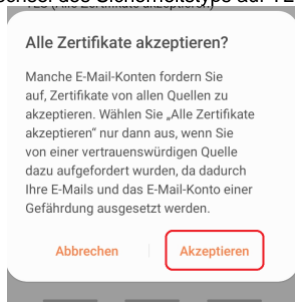 Alle Zertifikate akzeptieren?
Manche E-Mail-Konten fordern Sie
auf, Zertifikate von allen Quellen zu
akzeptieren. Wählen Sie „Alle Zertifikate
akzeptieren" nur dann aus, wenn Sie
von einer vertrauenswürdigen Quelle
dazu aufgefordert wurden, da dadurch
Ihre E-Mails und das E-Mail-Konto einer
Gefährdung ausgesetzt werden.
Abbrechen Akzeptieren